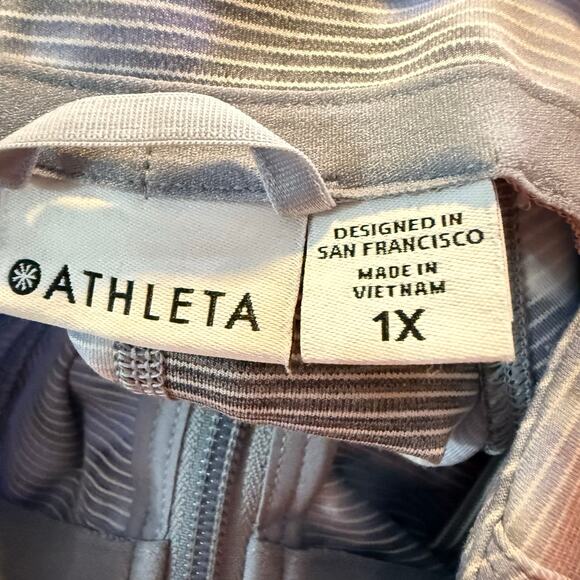 ATHLETA
DESIGNED IN
SAN FRANCISCO
MADE IN
VIETNAM
1X